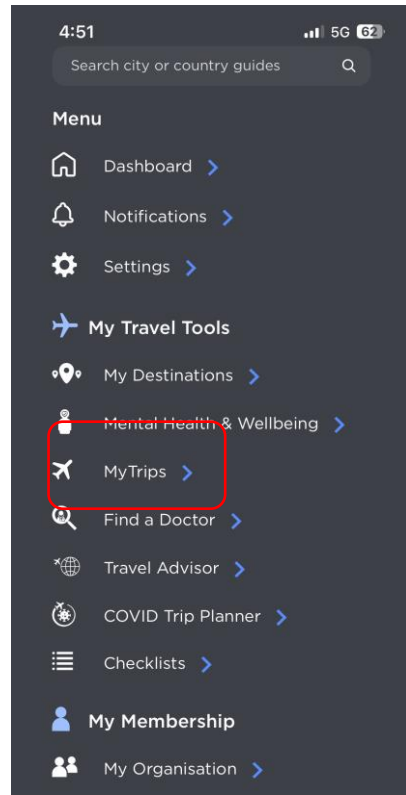 4:51 5G 62
Search city or country guides
Menu
Dashboard
Notifications
Settings
My Travel Tools
My Destinations
Mental Health & Wellbeing
MyTrips
Find a Doctor
Travel Advisor
COVID Trip Planner
Checklists
My Membership
My Organisation